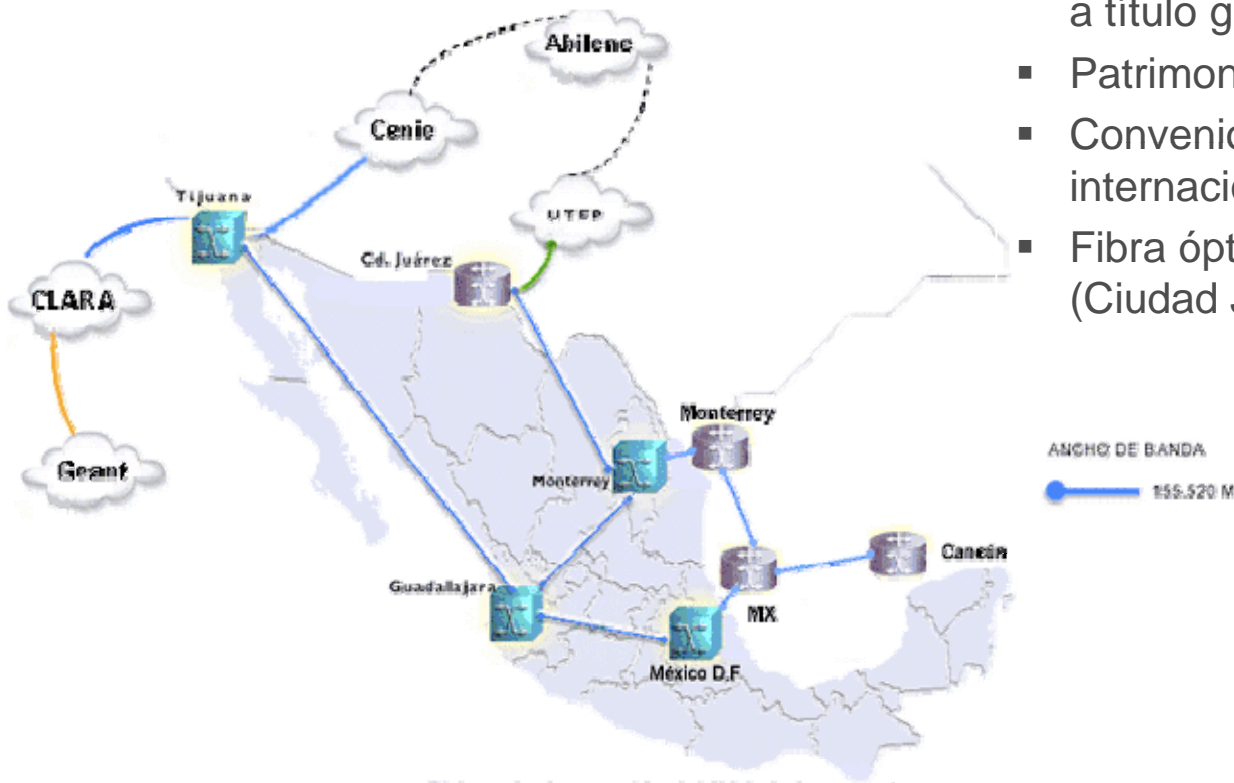 Abilene
Cenic
Tijuana
UTEP
Cd. Juárez
CLARA
Geant
Monterrey
Monterrey
Guadalajara
MX
Cancún
México D.F
a título g
▪ Patrimon
▪ Convenio
internacio
▪ Fibra ópt
(Ciudad J
ANCHO DE BANDA
155.520 M